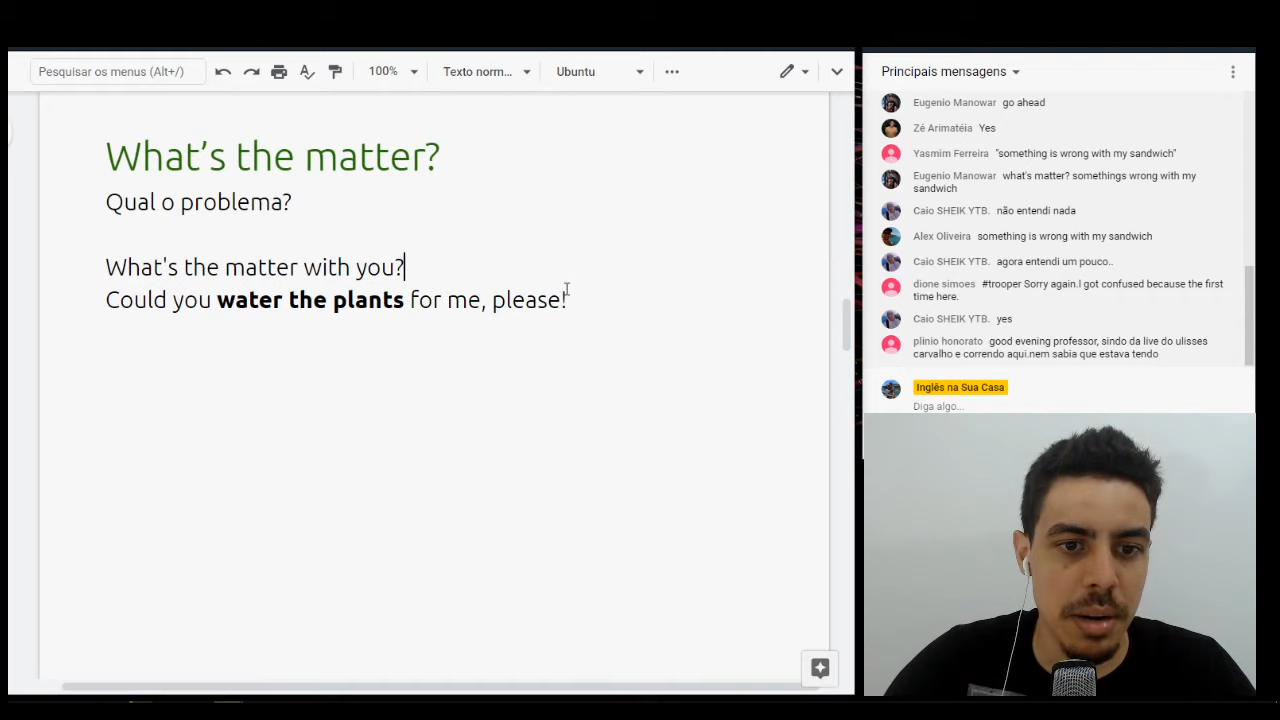 Pesquisar os menus (Alt+/)
100%
Texto norm...
Ubuntu
What’s the matter?
Qual o problema?
What's the matter with you?
Could you water the plants for me, please!
Principais mensagens
Eugenio Manowar go ahead
Zé Arimatéia Yes
Yasmim Ferreira "something is wrong with my sandwich"
Eugenio Manowar what's matter? somethings wrong with my
sandwich
Caio SHEIK YTB. não entendi nada
Alex Oliveira something is wrong with my sandwich
Caio SHEIK YTB. agora entendi um pouco..
dione simoes #trooper Sorry again.I got confused because the first
time here.
Caio SHEIK YTB. yes
plinio honorato good evening professor, sindo da live do ulisses
carvalho e correndo aqui.nem sabia que estava tendo
Inglês na Sua Casa
Diga algo...